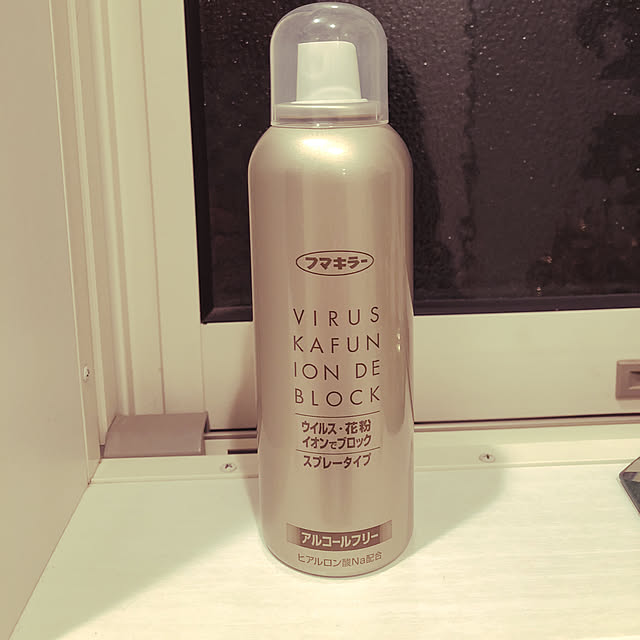 フマキラー
VIRUS
KAFUN
ION DE
BLOCK
ウイルス・花粉
イオンでブロック
スプレータイプ
アルコールフリー
ヒアルロン酸Na配合